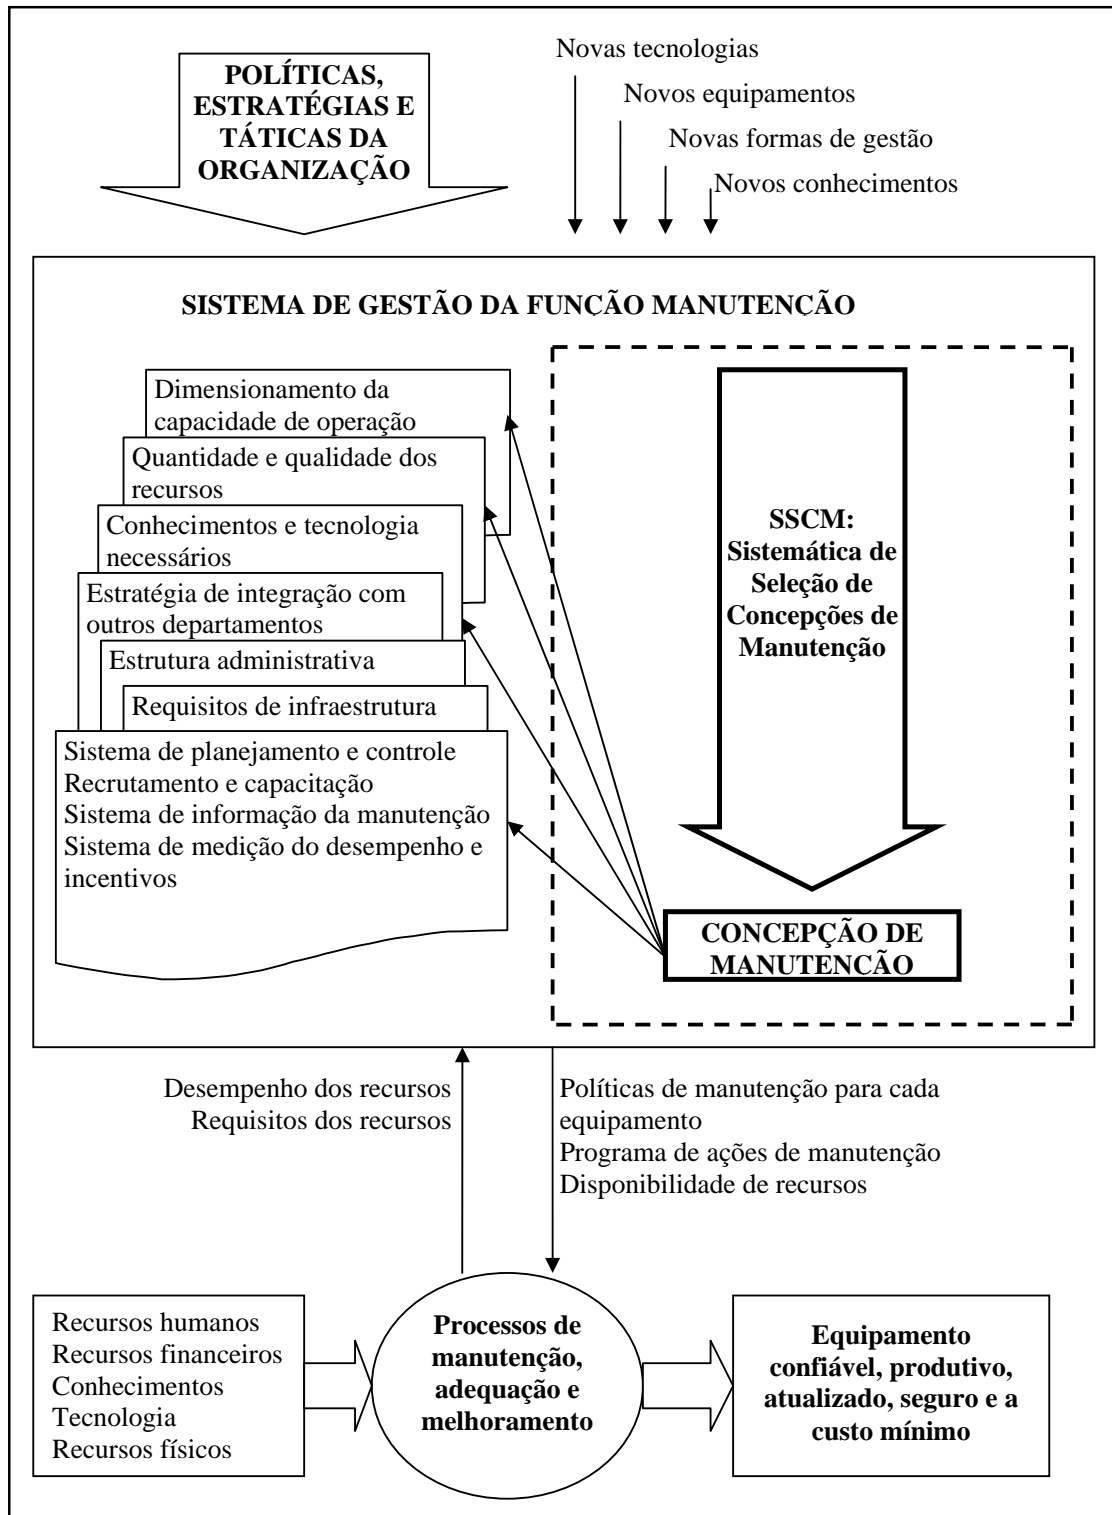 POLÍTICAS,
ESTRATÉGIAS E
TÁTICAS DA
ORGANIZAÇÃO
Novas tecnologias
Novos equipamentos
Novas formas de gestão
Novos conhecimentos
SISTEMA DE GESTÃO DA FUNÇÃO MANUTENÇÃO
Dimensionamento da
capacidade de operação
Quantidade e qualidade dos
recursos
Conhecimentos e tecnologia
necessários
Estratégia de integração com
outros departamentos
Estrutura administrativa
Requisitos de infraestrutura
Sistema de planejamento e controle
Recrutamento e capacitação
Sistema de informação da manutenção
Sistema de medição do desempenho e
incentivos
SSCM:
Sistemática de
Seleção de
Concepções de
Manutenção
CONCEPÇÃO DE
MANUTENÇÃO
Desempenho dos recursos
Requisitos dos recursos
Políticas de manutenção para cada
equipamento
Programa de ações de manutenção
Disponibilidade de recursos
Recursos humanos
Recursos financeiros
Conhecimentos
Tecnologia
Recursos físicos
Processos de
manutenção,
adequação e
melhoramento
Equipamento
confiável, produtivo,
atualizado, seguro e a
custo mínimo